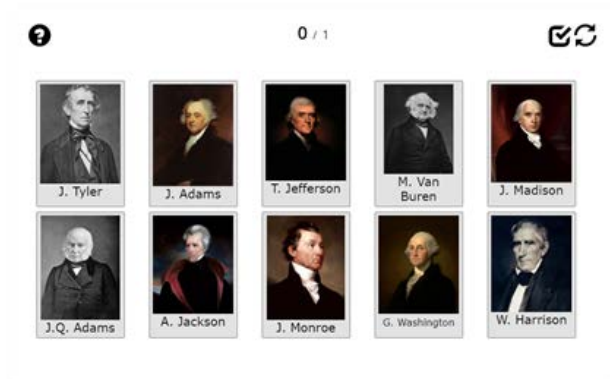 ?
0 / 1
J. Tyler
J. Adams
T. Jefferson
M. Van
Buren
J. Madison
J.Q. Adams
A. Jackson
J. Monroe
G. Washington
W. Harrison